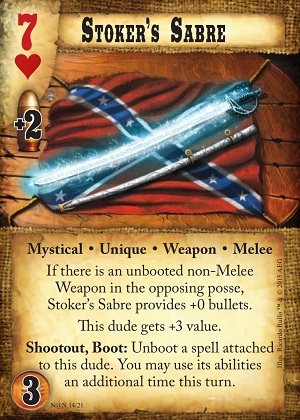 7
Stoker's Sabre
+2
Mystical • Unique • Weapon • Melee
If there is an unbooted non-Melee
Weapon in the opposing posse,
Stoker's Sabre provides +0 bullets.
This dude gets +3 value.
Shootout, Boot: Unboot a spell attached
to this dude. You may use its abilities
an additional time this turn.
3